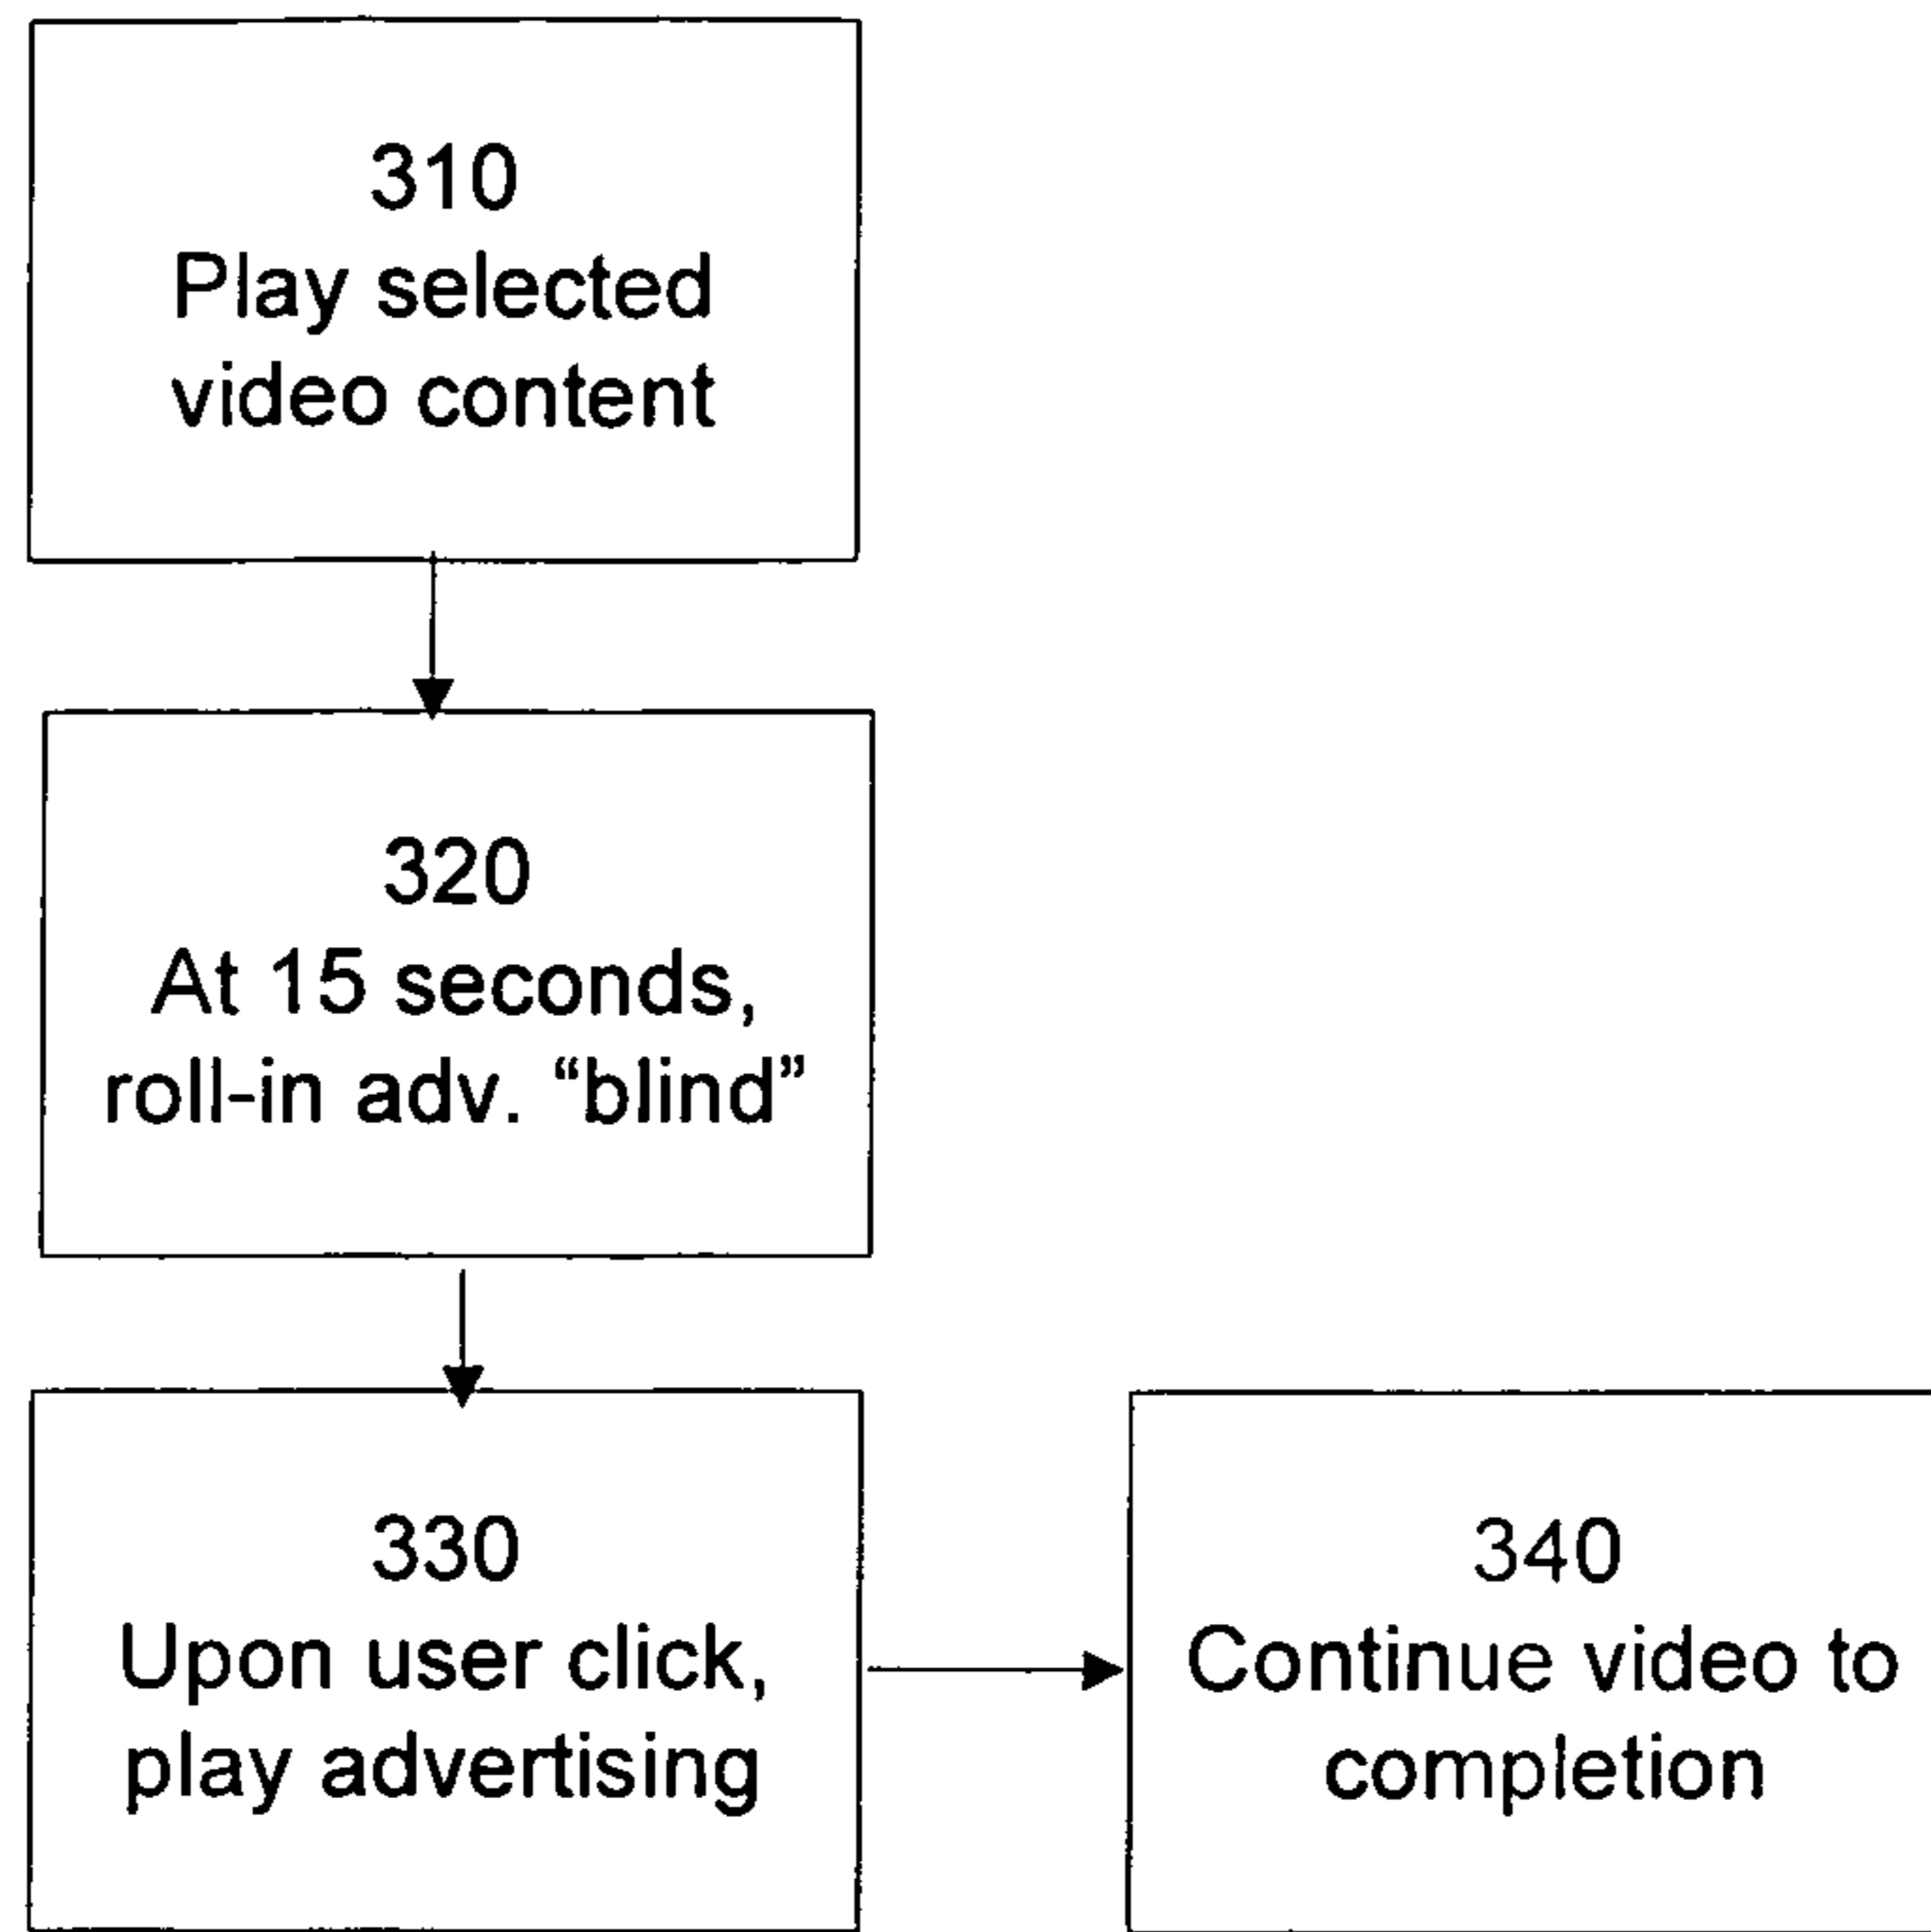 310
Play selected
video content
320
At 15 seconds,
roll-in adv. “blind”
330
Upon user click,
play advertising
340
Continue video to
completion